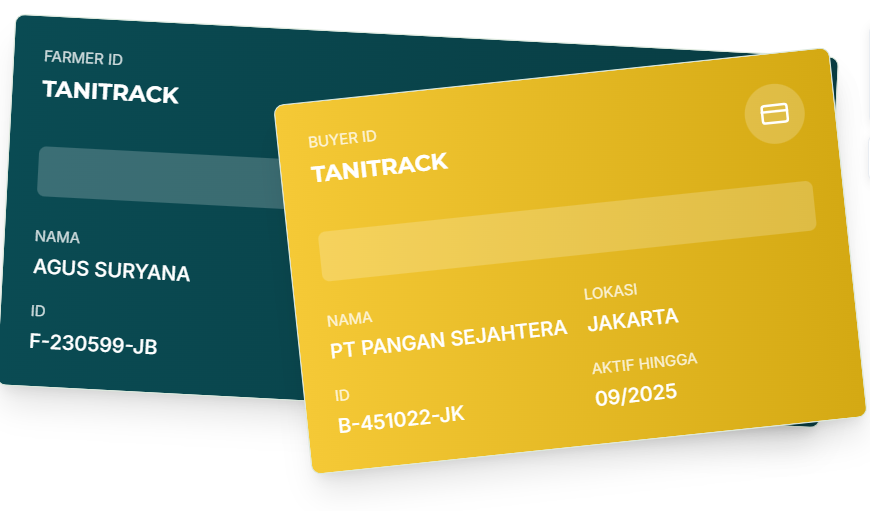 FARMER ID
TANITRACK
NAMA
AGUS SURYANA
ID
F-230599-JB
BUYER ID
TANITRACK
NAMA
PT PANGAN SEJAHTERA
LOKASI
JAKARTA
ID
B-451022-JK
AKTIF HINGGA
09/2025